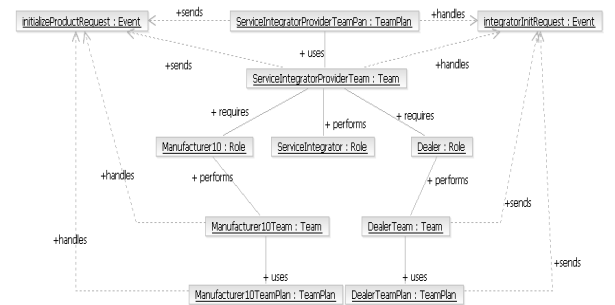 initializeProductRequest : Event
+sends
ServiceIntegratorProviderTeamPan : TeamPlan
+handles
integratorInitRequest : Event
+ uses
+sends
+handles
ServiceIntegratorProviderTeam : Team
+ requires
+ performs
+ requires
Manufacturer10 : Role
ServiceIntegrator : Role
Dealer : Role
+handles
+ performs
+ performs
+sends
Manufacturer10Team : Team
DealerTeam : Team
+handles
+sends
+ uses
+ uses
Manufacturer10TeamPlan : TeamPlan
DealerTeamPlan : TeamPlan